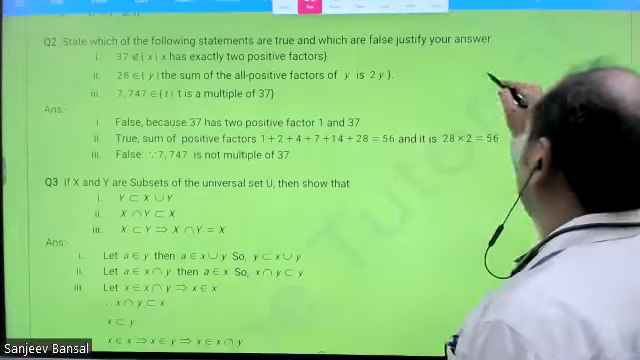 Q2 State which of the following statements are true and which are false justify your answer.
i. 37 ∉ { x ∣ x has exactly two positive factors}
ii. 28 ∈ { y ∣ the sum of the all-positive factors of y is 2 y }.
iii. 7,747 ∈ { t ∣ t is a multiple of 37}
Ans:-
i. False, because 37 has two positive factor 1 and 37
ii. True, sum of positive factors 1 + 2 + 4 + 7 + 14 + 28 = 56 and it is 28 × 2 = 56
iii. False ∵ 7,747 is not multiple of 37
Q3 If X and Y are Subsets of the universal set U, then show that
i. Y ⊂ X ∪ Y
ii. X ∩ Y ⊂ X
iii. X ⊂ Y ⇒ X ∩ Y = X
Ans:-
i. Let a ∈ y then a ∈ x ∪ y So, y ⊂ x ∪ y
ii. Let a ∈ x ∩ y then a ∈ x So, x ∩ y ⊂ y
iii. Let x ∈ x ∩ y ⇒ x ∈ x
∴ x ∩ y ⊂ x
x ⊂ y
x ∈ x ⇒ x ∈ y ⇒ x ∈ x ∩ y
Sanjeev Bansal